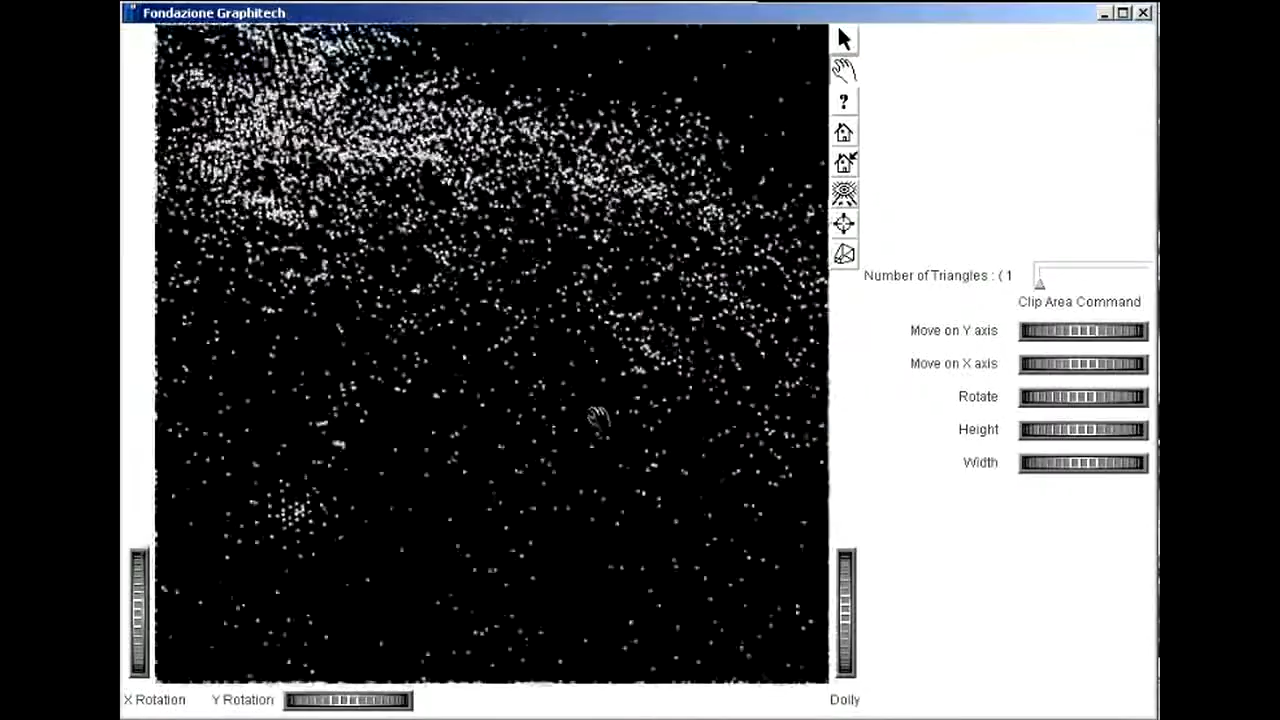 Fondazione Graphitech
?
Number of Triangles : ( 1
Clip Area Command
Move on Y axis
Move on X axis
Rotate
Height
Width
X Rotation
Y Rotation
Dolly